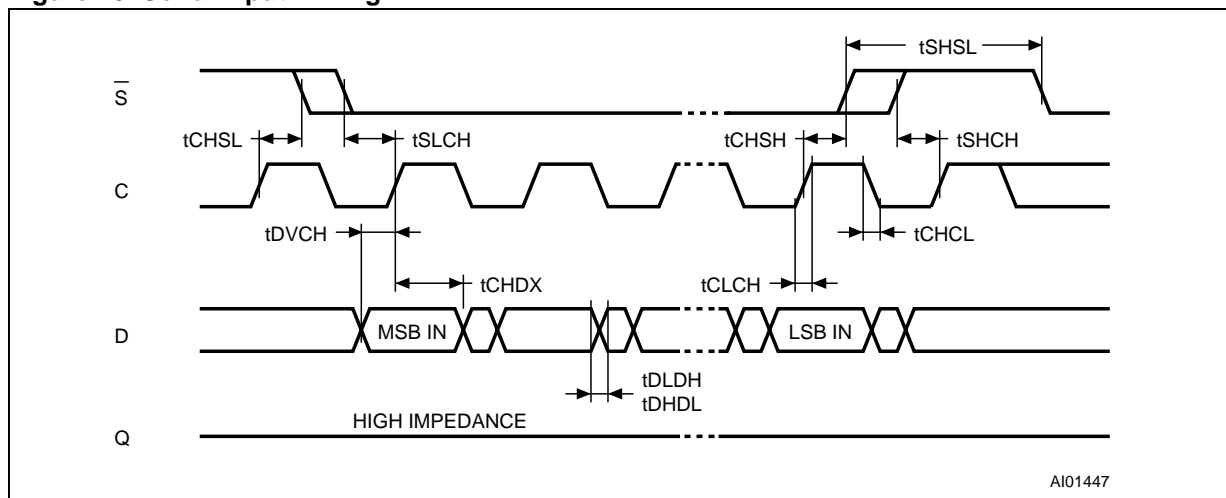 tSHSL
S
tCHSL
tSLCH
tCHSH
tSHCH
C
tDVCH
tCHCL
tCHDX
tCLCH
D
MSB IN
LSB IN
tDLDH
tDHDL
HIGH IMPEDANCE
Q
AI01447